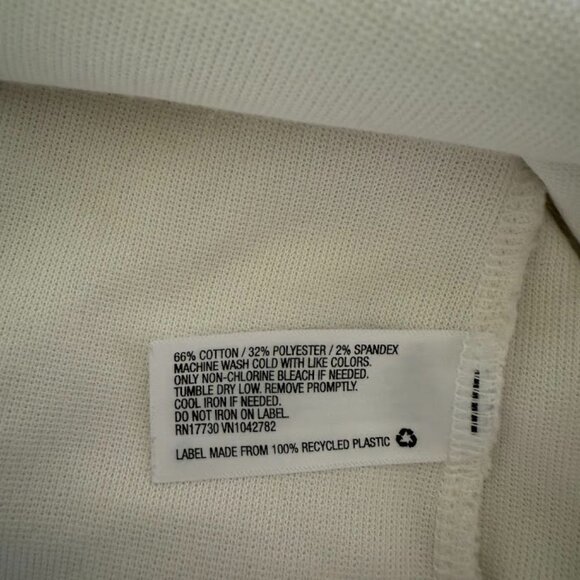 66% COTTON / 32% POLYESTER / 2% SPANDEX
MACHINE WASH COLD WITH LIKE COLORS.
ONLY NON-CHLORINE BLEACH IF NEEDED.
TUMBLE DRY LOW. REMOVE PROMPTLY.
COOL IRON IF NEEDED.
DO NOT IRON ON LABEL.
RN17730 VN1042782
LABEL MADE FROM 100% RECYCLED PLASTIC